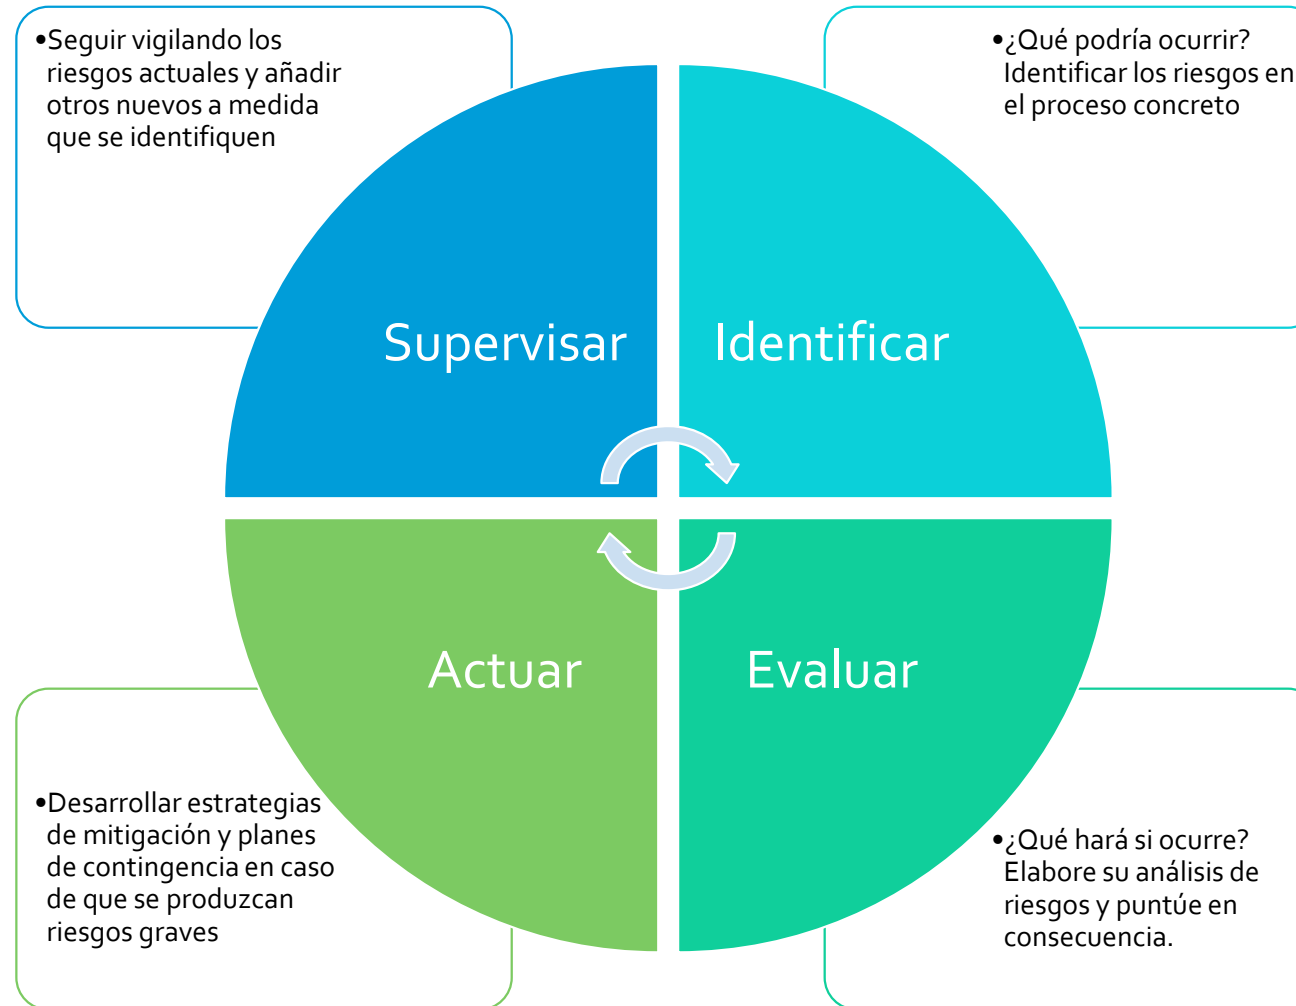 •Seguir vigilando los
riesgos actuales y añadir
otros nuevos a medida
que se identifiquen
•¿Qué podría ocurrir?
Identificar los riesgos en
el proceso concreto
Supervisar
Identificar
Actuar
Evaluar
•Desarrollar estrategias
de mitigación y planes
de contingencia en caso
de que se produzcan
riesgos graves
•¿Qué hará si ocurre?
Elabore su análisis de
riesgos y puntúe en
consecuencia.